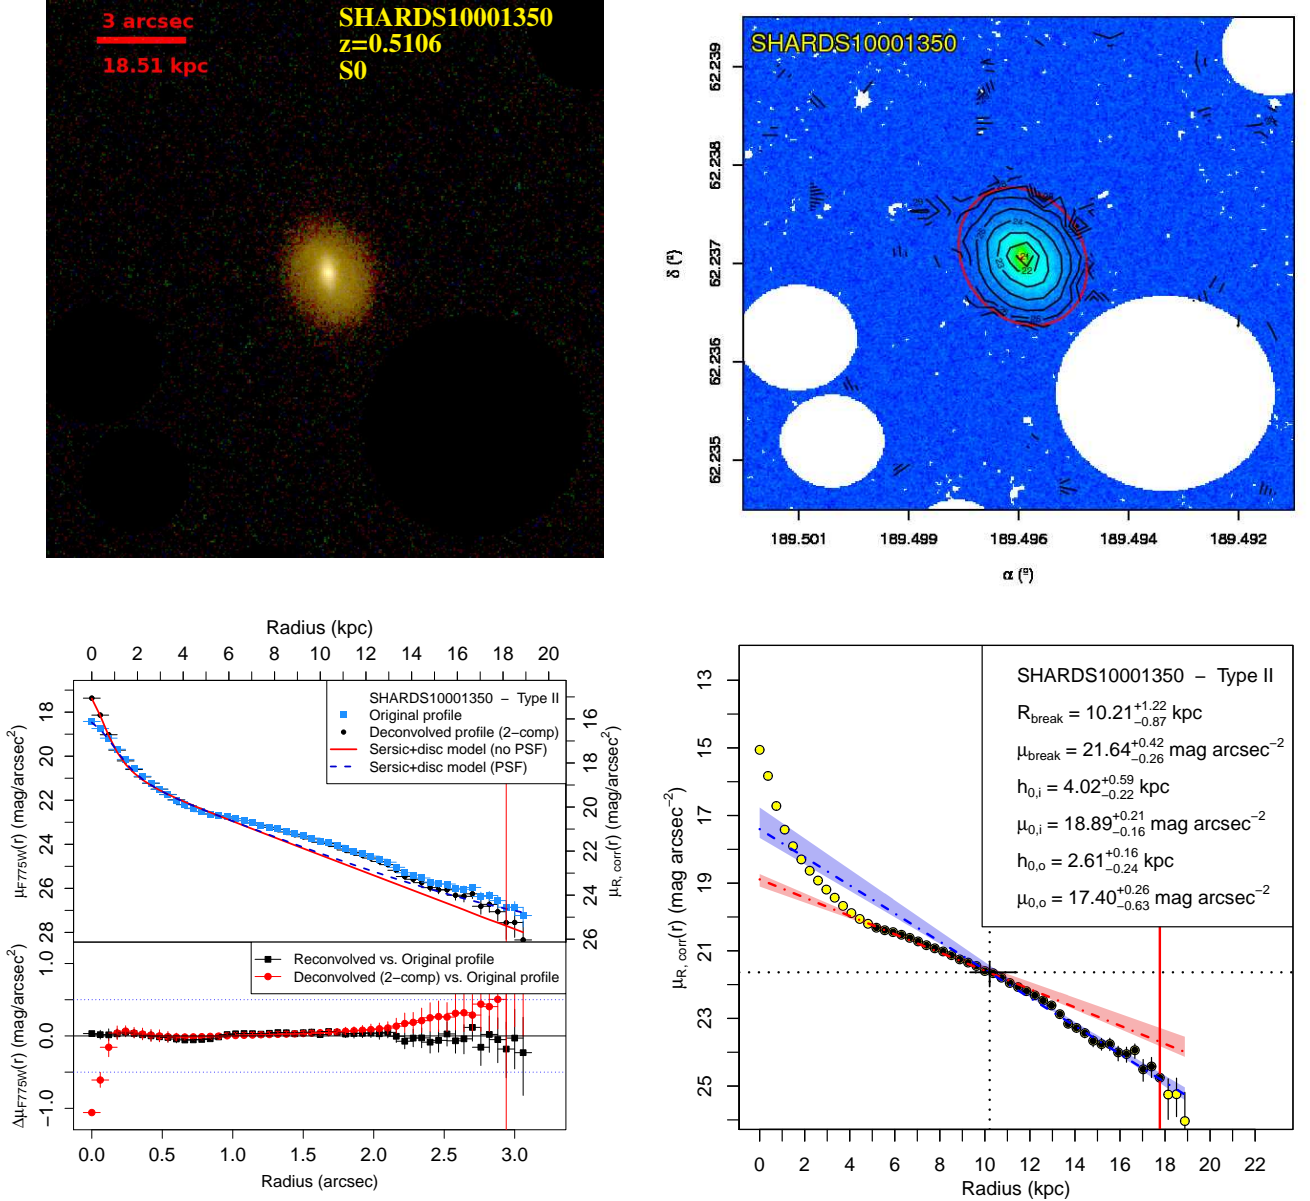 3 arcsec
18.51 kpc
SHARDS10001350
z=0.5106
S0
SHARDS10001350
62.239
62.238
62.237
62.236
62.235
δ (º)
24
23
22
189.501
189.499
189.496
189.494
189.492
α (º)
Radius (kpc)
0 2 4 6 8 10 12 14 16 18 20
SHARDS10001350 – Type II
Original profile
Deconvolved profile (2−comp)
Sersic+disc model (no PSF)
Sersic+disc model (PSF)
18
20
22
24
26
28
μF775W(r) (mag/arcsec²)
16
18
20
22
24
26
μR, corr(r) (mag/arcsec²)
Reconvolved vs. Original profile
Deconvolved (2−comp) vs. Original profile
1.0
0.0
−1.0
ΔμF775W(r) (mag/arcsec²)
0.0 0.5 1.0 1.5 2.0 2.5 3.0
Radius (arcsec)
SHARDS10001350 – Type II
R_break = 10.21 +1.22 −0.87 kpc
μ_break = 21.64 +0.42 −0.26 mag arcsec−2
h0,i = 4.02 +0.59 −0.22 kpc
μ0,i = 18.89 +0.21 −0.16 mag arcsec−2
h0,o = 2.61 +0.16 −0.24 kpc
μ0,o = 17.40 +0.26 −0.63 mag arcsec−2
13
15
17
19
21
23
25
μR, corr(r) (mag arcsec−2)
0 2 4 6 8 10 12 14 16 18 20 22
Radius (kpc)